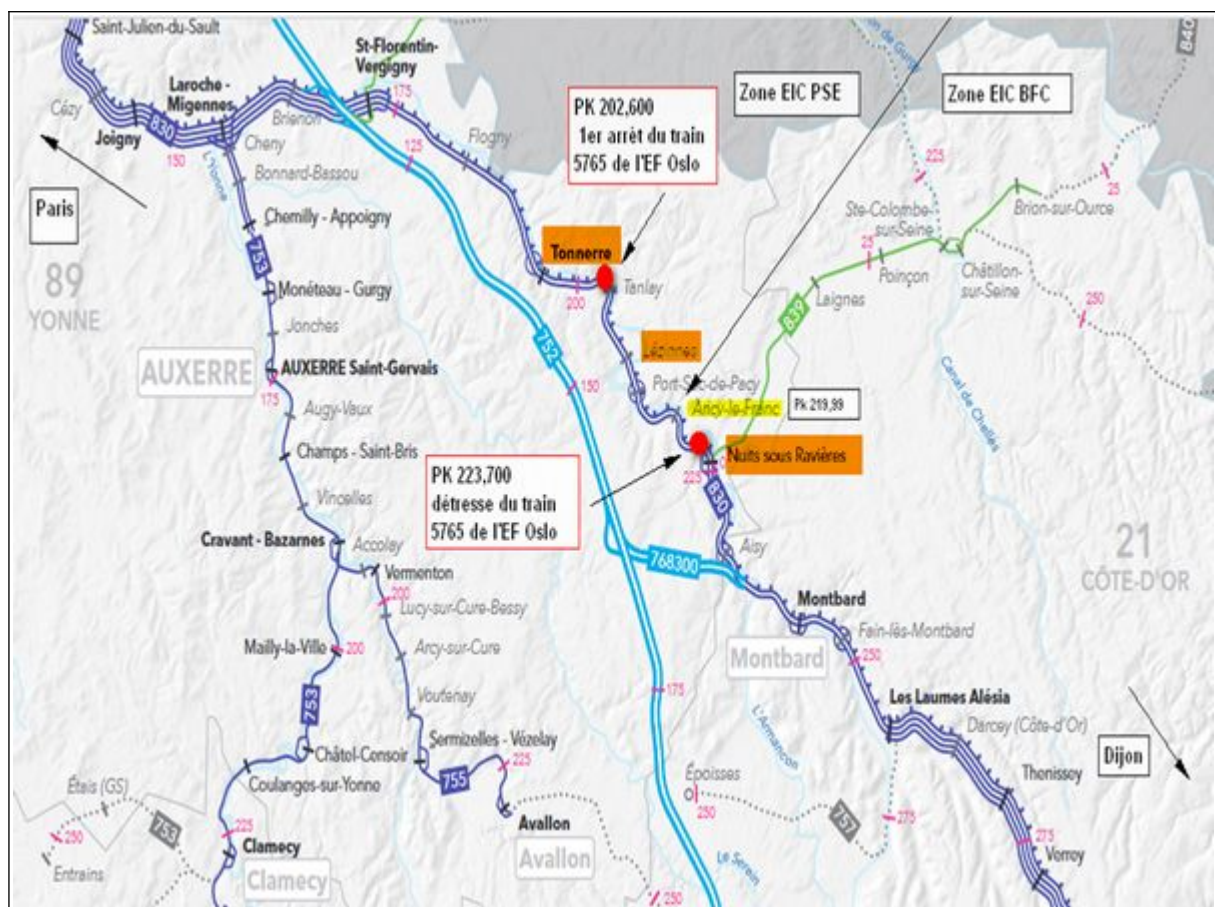 Saint-Julien-du-Sault
Cézy
Joigny
830
150
Laroche -
Migennes
Cheny
L'Yonne
Bonnard-Bassou
Brienon
St-Florentin-
Vergigny
175
125
Flogny
PK 202,600
1er arrêt du train
5765 de l'EF Oslo
Zone EIC PSE
Zone EIC BFC
840
225
25
Brion-sur-Ource
Ste-Colombe-
sur-Seine
25
Poinçon
Châtillon-
sur-Seine
Laignes
839
250
Canal de Chelles
Paris
89
YONNE
Chemilly - Appoigny
753
Monéteau - Gurgy
Jonches
AUXERRE
AUXERRE Saint-Gervais
175
Augy-Vaux
Champs - Saint-Bris
Vincelles
Tonnerre
200
Tanlay
752
150
Lézinnes
Port-Sec-de-Pacy
Ancy-le-Franc
Pk 219,99
Nuits sous Ravières
225
830
PK 223,700
détresse du train
5765 de l'EF Oslo
Cravant - Bazarnes
Accolay
Vermenton
200
Lucy-sur-Cure-Bessy
Mailly-la-Ville
200
Arcy-sur-Cure
753
Voutenay
Châtel-Censoir
Sermizelles - Vézelay
225
Coulanges-sur-Yonne
755
Avallon
Avallon
Étais (GS)
250
753
225
Entrains
Clamecy
Clamecy
768300
Aisy
21
CÔTE-D'OR
Montbard
Montbard
Fain-lès-Montbard
250
175
L'Armançon
Les Laumes Alésia
Darcey (Côte-d'Or)
Dijon
Époisses
250
757
275
Thenissey
275
Verrey
Le Serein
250